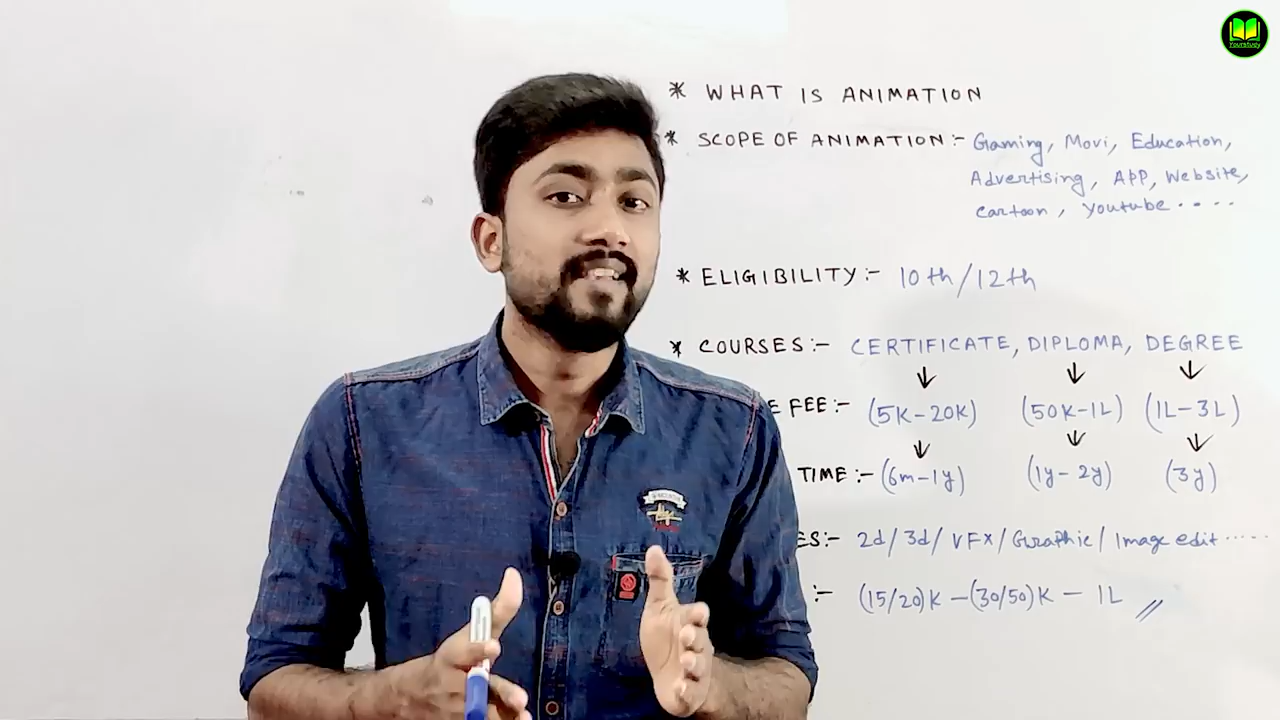 Yourstudy
* WHAT IS ANIMATION
* SCOPE OF ANIMATION:- Gaming, Movi, Education,
Advertising, APP, Website,
Cartoon, Youtube.....
* ELIGIBILITY:- 10th/12th
* COURSES:- CERTIFICATE, DIPLOMA, DEGREE
E FEE:- (5K-20K) (50K-1L) (1L-3L)
TIME:- (6m-1y) (1y-2y) (3y)
ES:- 2d/3d/VFX/Graphic/Image edit.....
:- (15/20)K-(30/50)K-1L